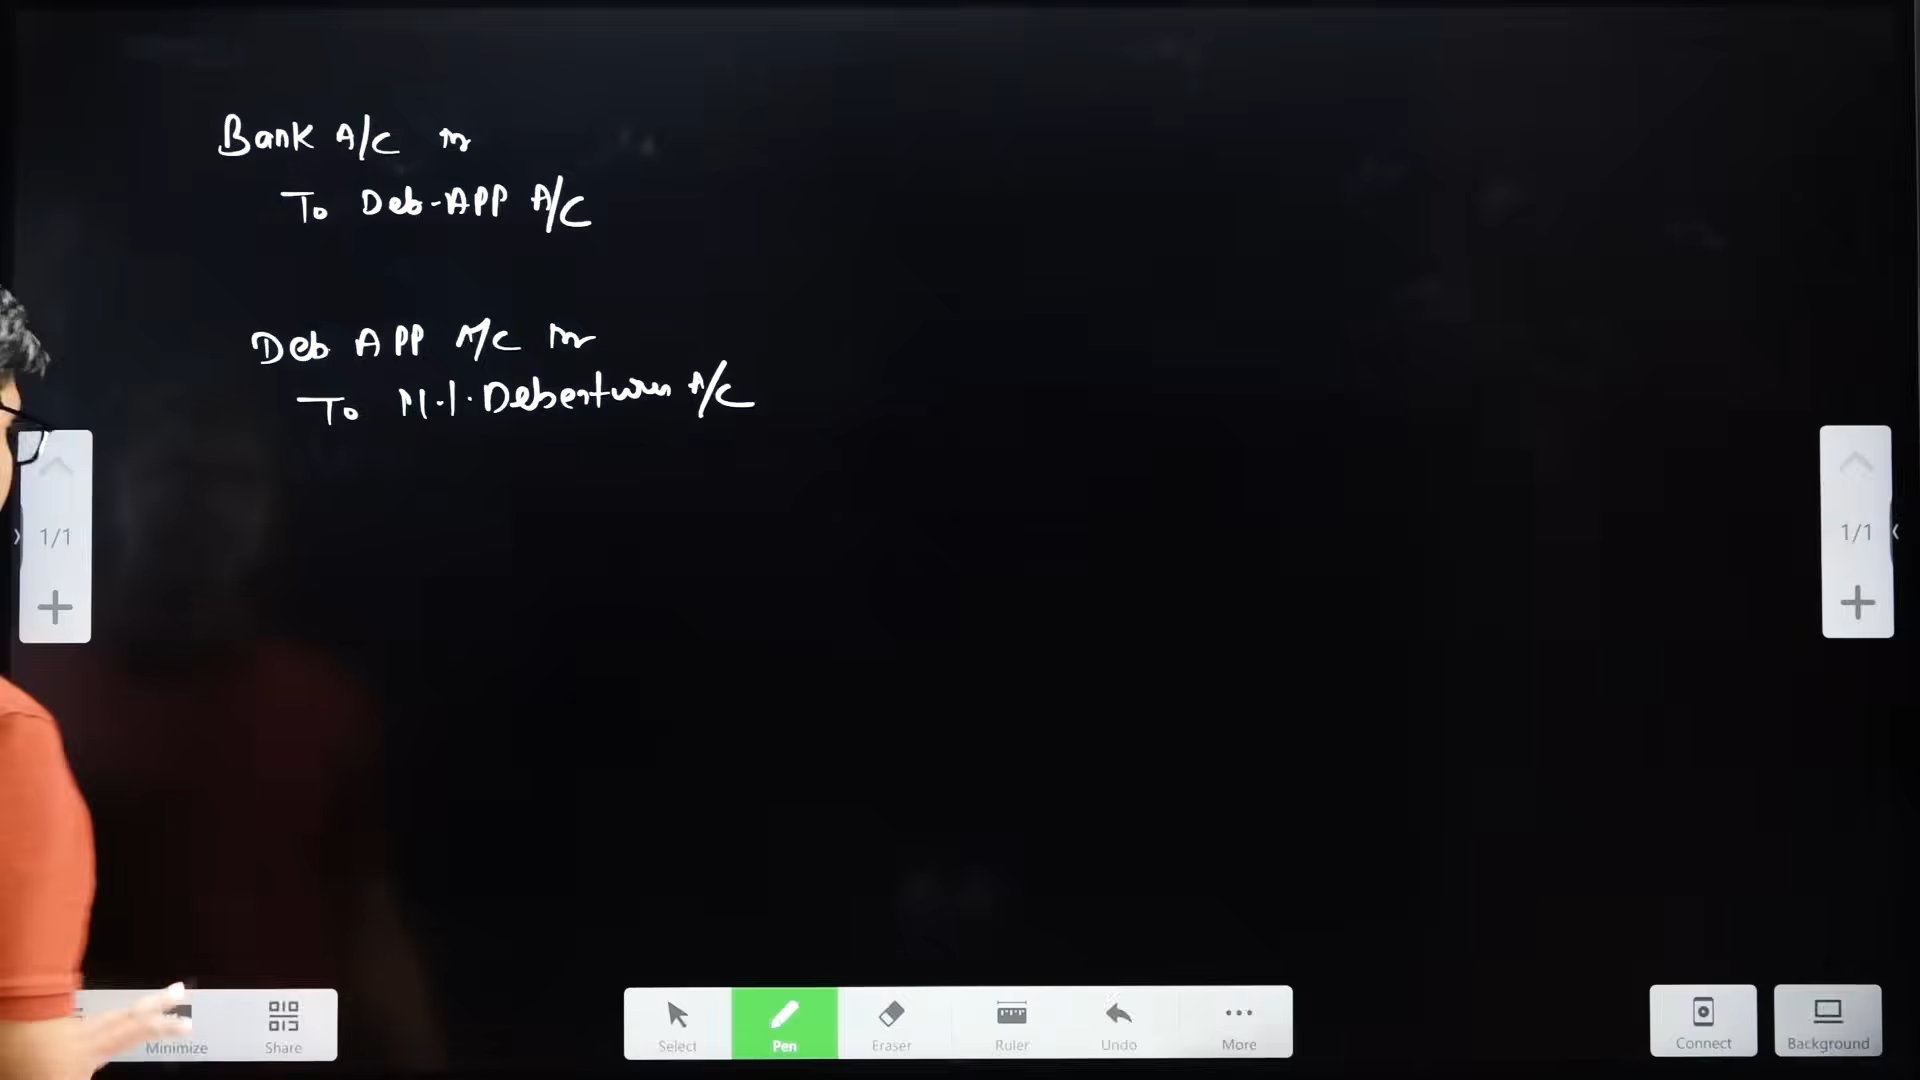 Bank A/C Dr
To Deb-APP A/C
Deb APP A/C Dr
To M.I. Debentures A/C
1/1
1/1
Minimize
Share
Select
Pen
Eraser
Ruler
Undo
More
Connect
Background